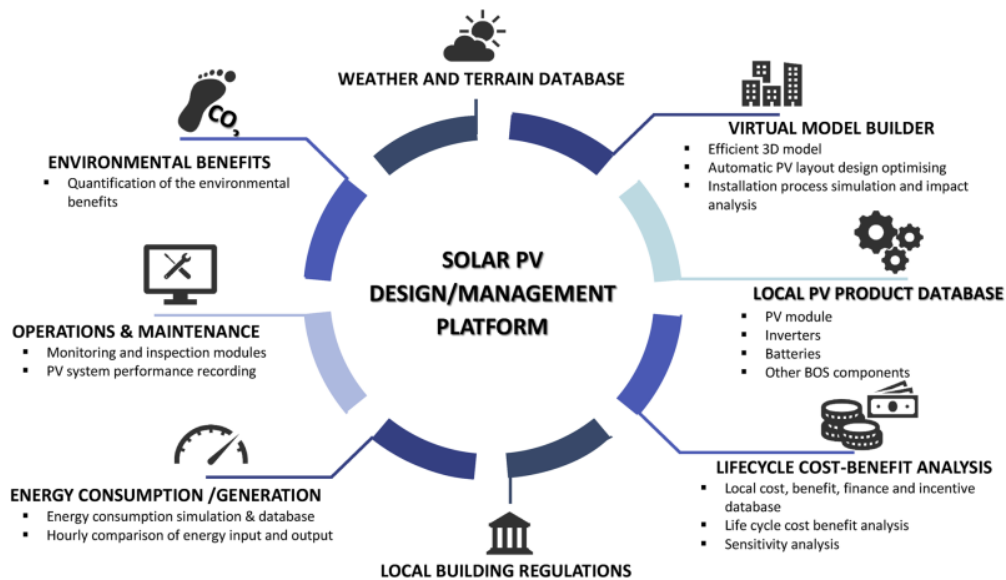 WEATHER AND TERRAIN DATABASE
CO2
ENVIRONMENTAL BENEFITS
▪ Quantification of the environmental
benefits
VIRTUAL MODEL BUILDER
▪ Efficient 3D model
▪ Automatic PV layout design optimising
▪ Installation process simulation and impact
analysis
SOLAR PV
DESIGN/MANAGEMENT
PLATFORM
OPERATIONS & MAINTENANCE
▪ Monitoring and inspection modules
▪ PV system performance recording
LOCAL PV PRODUCT DATABASE
▪ PV module
▪ Inverters
▪ Batteries
▪ Other BOS components
ENERGY CONSUMPTION /GENERATION
▪ Energy consumption simulation & database
▪ Hourly comparison of energy input and output
LIFECYCLE COST-BENEFIT ANALYSIS
▪ Local cost, benefit, finance and incentive
database
▪ Life cycle cost benefit analysis
▪ Sensitivity analysis
LOCAL BUILDING REGULATIONS